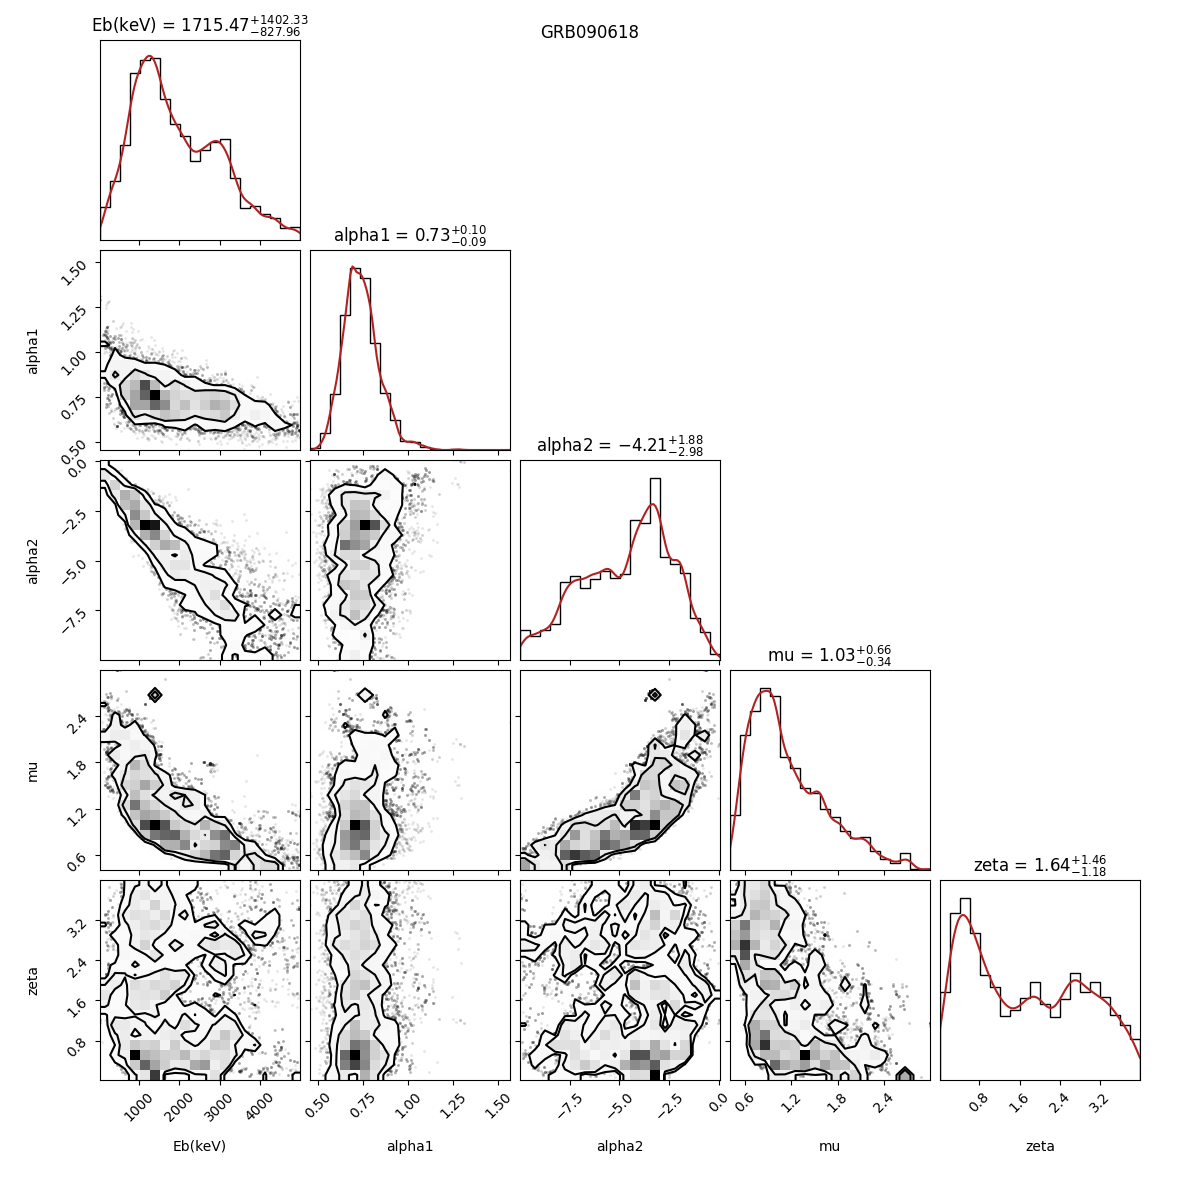 GRB090618
Eb(keV) = 1715.47+1402.33−827.96
alpha1 = 0.73+0.10−0.09
1.50
1.25
1.00
0.75
0.50
alpha1
alpha2 = −4.21+1.88−2.98
0.0
−2.5
−5.0
−7.5
alpha2
mu = 1.03+0.66−0.34
2.4
1.8
1.2
0.6
mu
zeta = 1.64+1.46−1.18
3.2
2.4
1.6
0.8
zeta
1000 2000 3000 4000
0.50 0.75 1.00 1.25 1.50
−7.5 −5.0 −2.5 0.0
0.6 1.2 1.8 2.4
0.8 1.6 2.4 3.2
Eb(keV) alpha1 alpha2 mu zeta